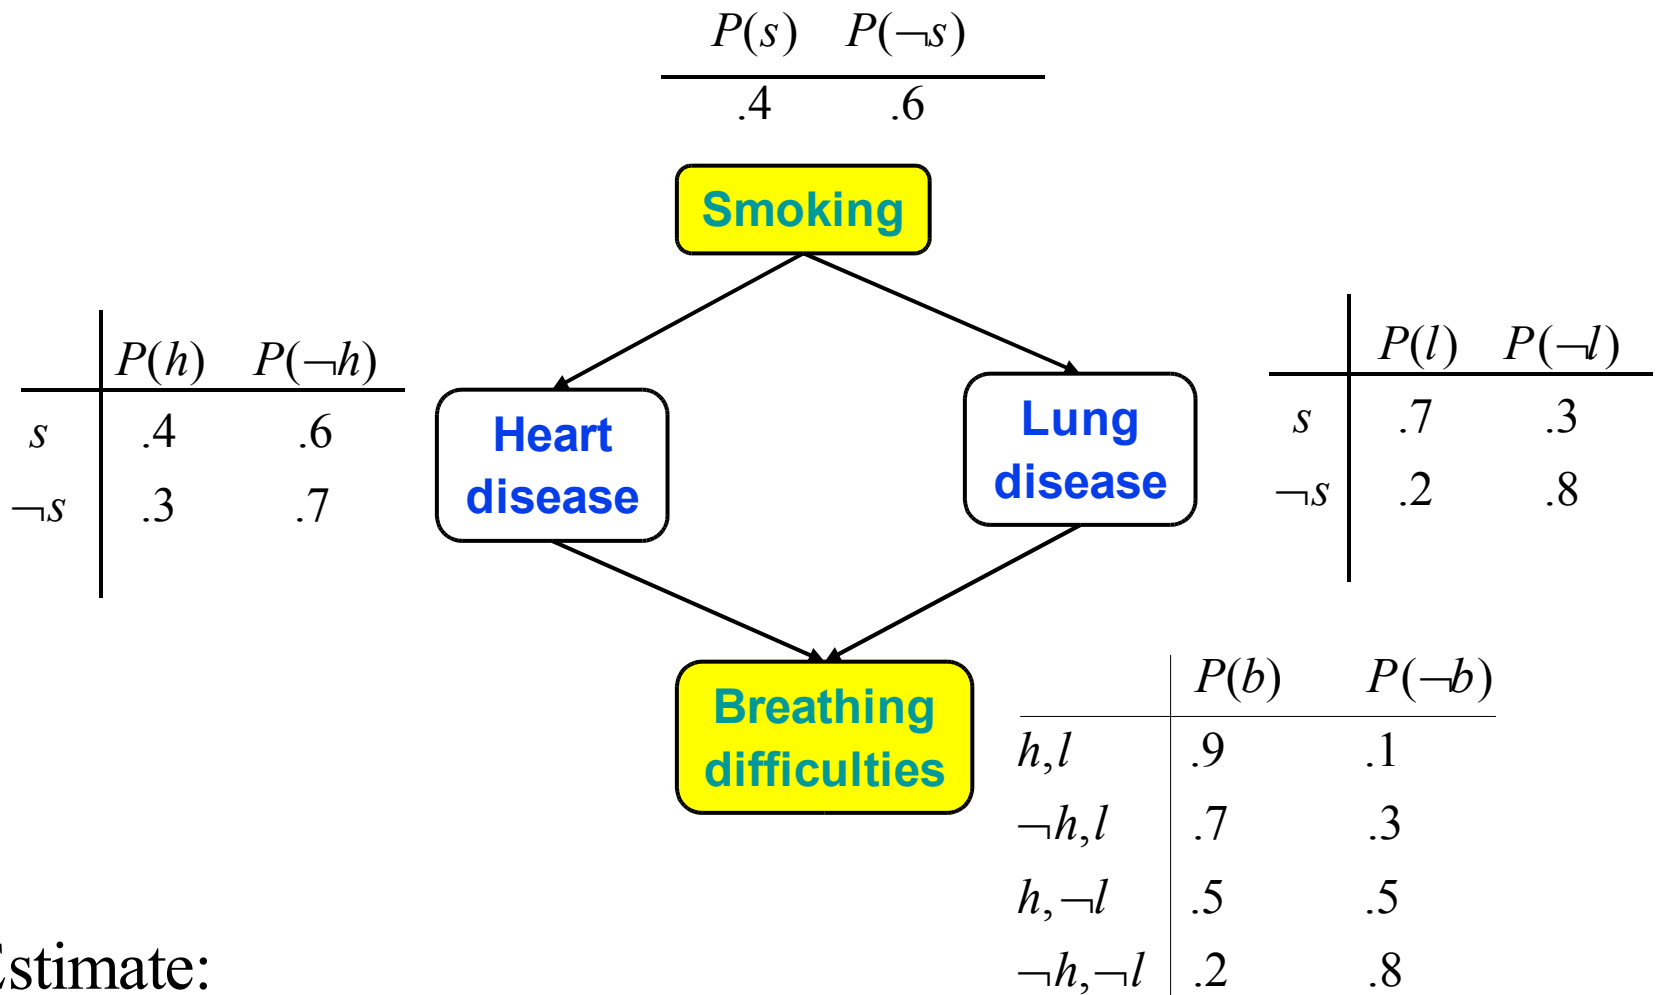 P(s) P(¬s)
.4 .6
Smoking
P(h) P(¬h)
s .4 .6
¬s .3 .7
Heart
disease
Lung
disease
P(l) P(¬l)
s .7 .3
¬s .2 .8
Breathing
difficulties
P(b) P(¬b)
h,l .9 .1
¬h,l .7 .3
h,¬l .5 .5
¬h,¬l .2 .8
Estimate: